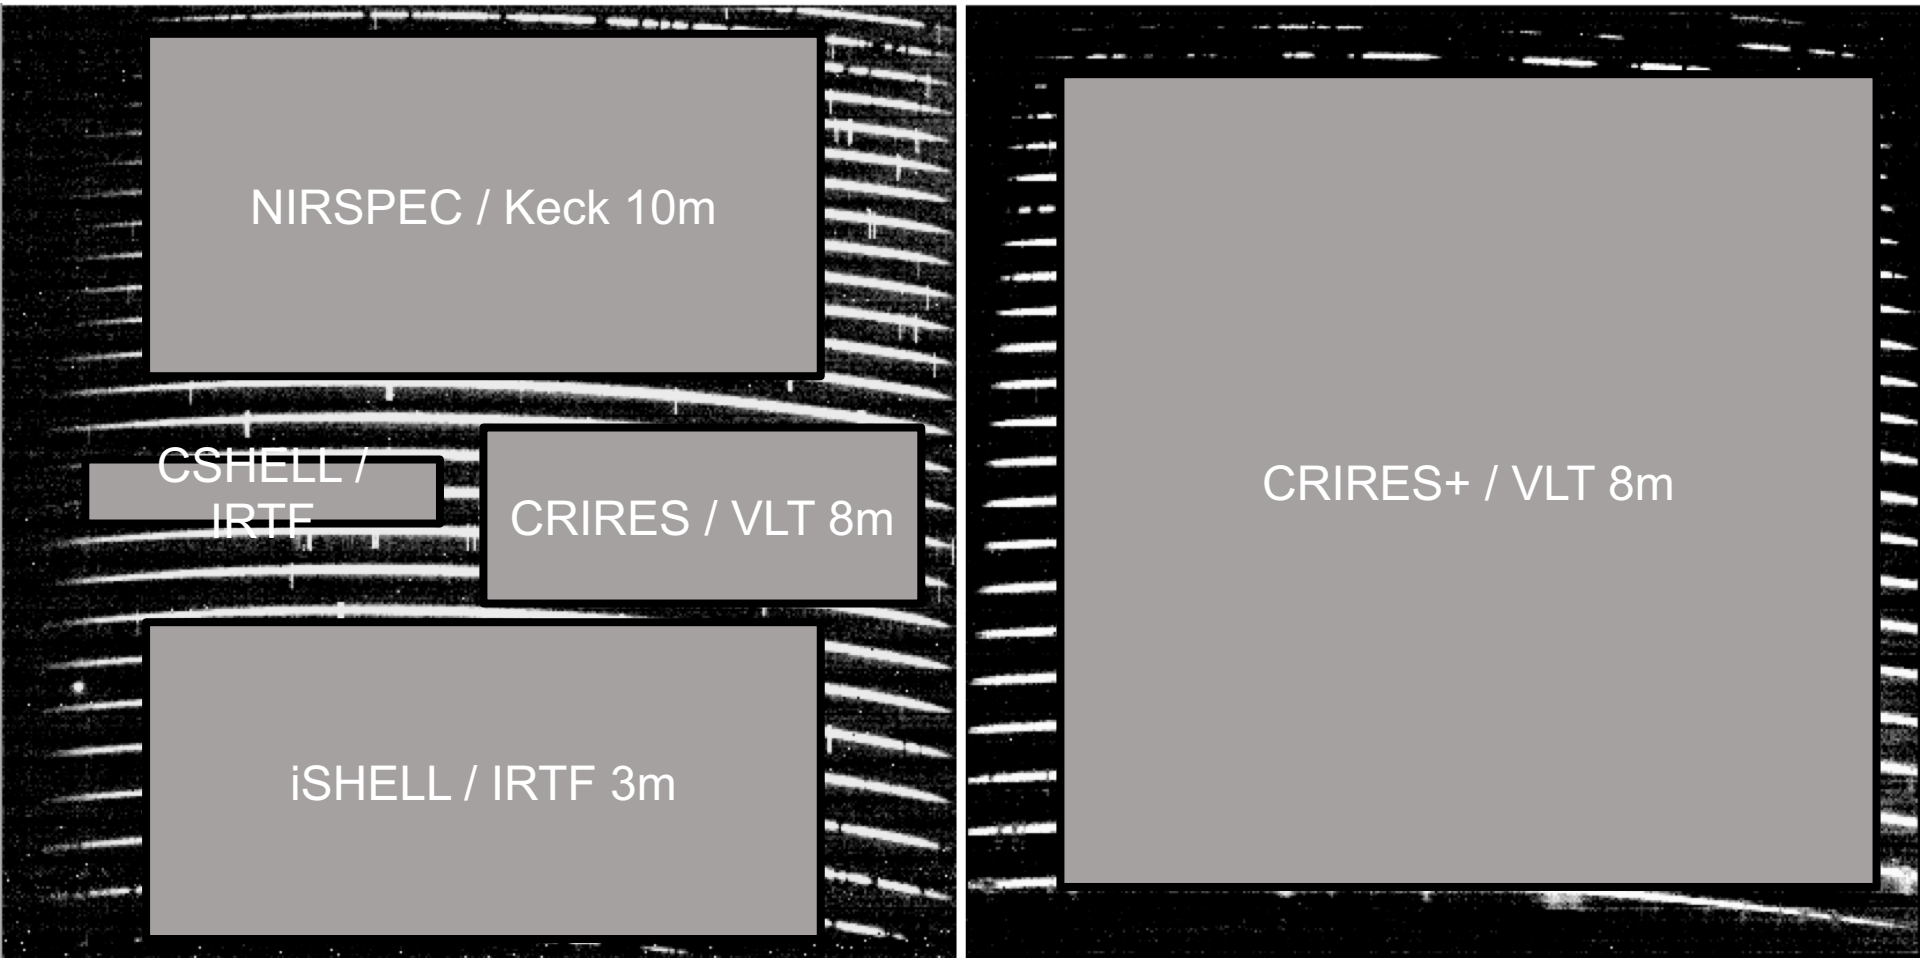 NIRSPEC / Keck 10m
CSHELL /
IRTF
CRIRES / VLT 8m
iSHELL / IRTF 3m
CRIRES+ / VLT 8m